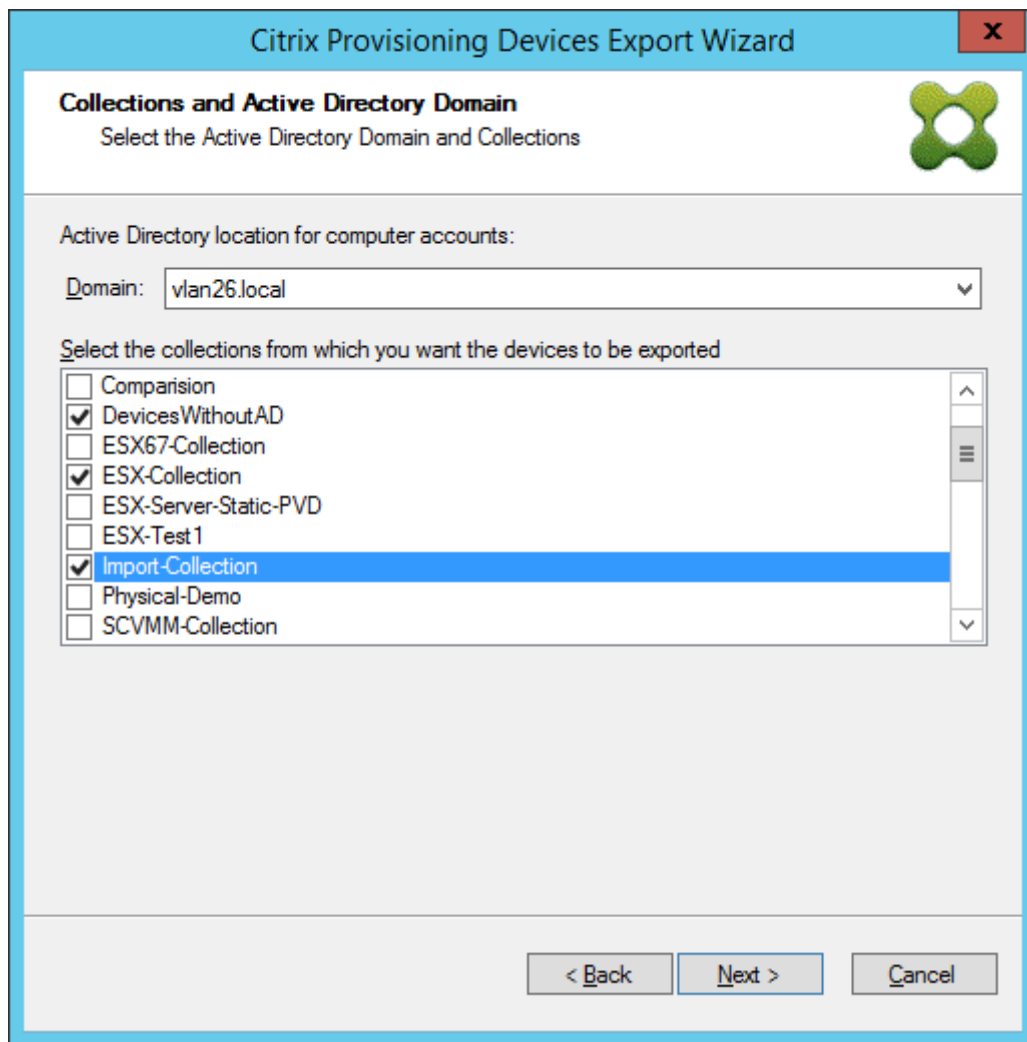 Citrix Provisioning Devices Export Wizard
x
Collections and Active Directory Domain
Select the Active Directory Domain and Collections
Active Directory location for computer accounts:
Domain: vlan26.local
Select the collections from which you want the devices to be exported
Comparision
DevicesWithoutAD
ESX67-Collection
ESX-Collection
ESX-Server-Static-PVD
ESX-Test1
Import-Collection
Physical-Demo
SCVMM-Collection
< Back Next > Cancel